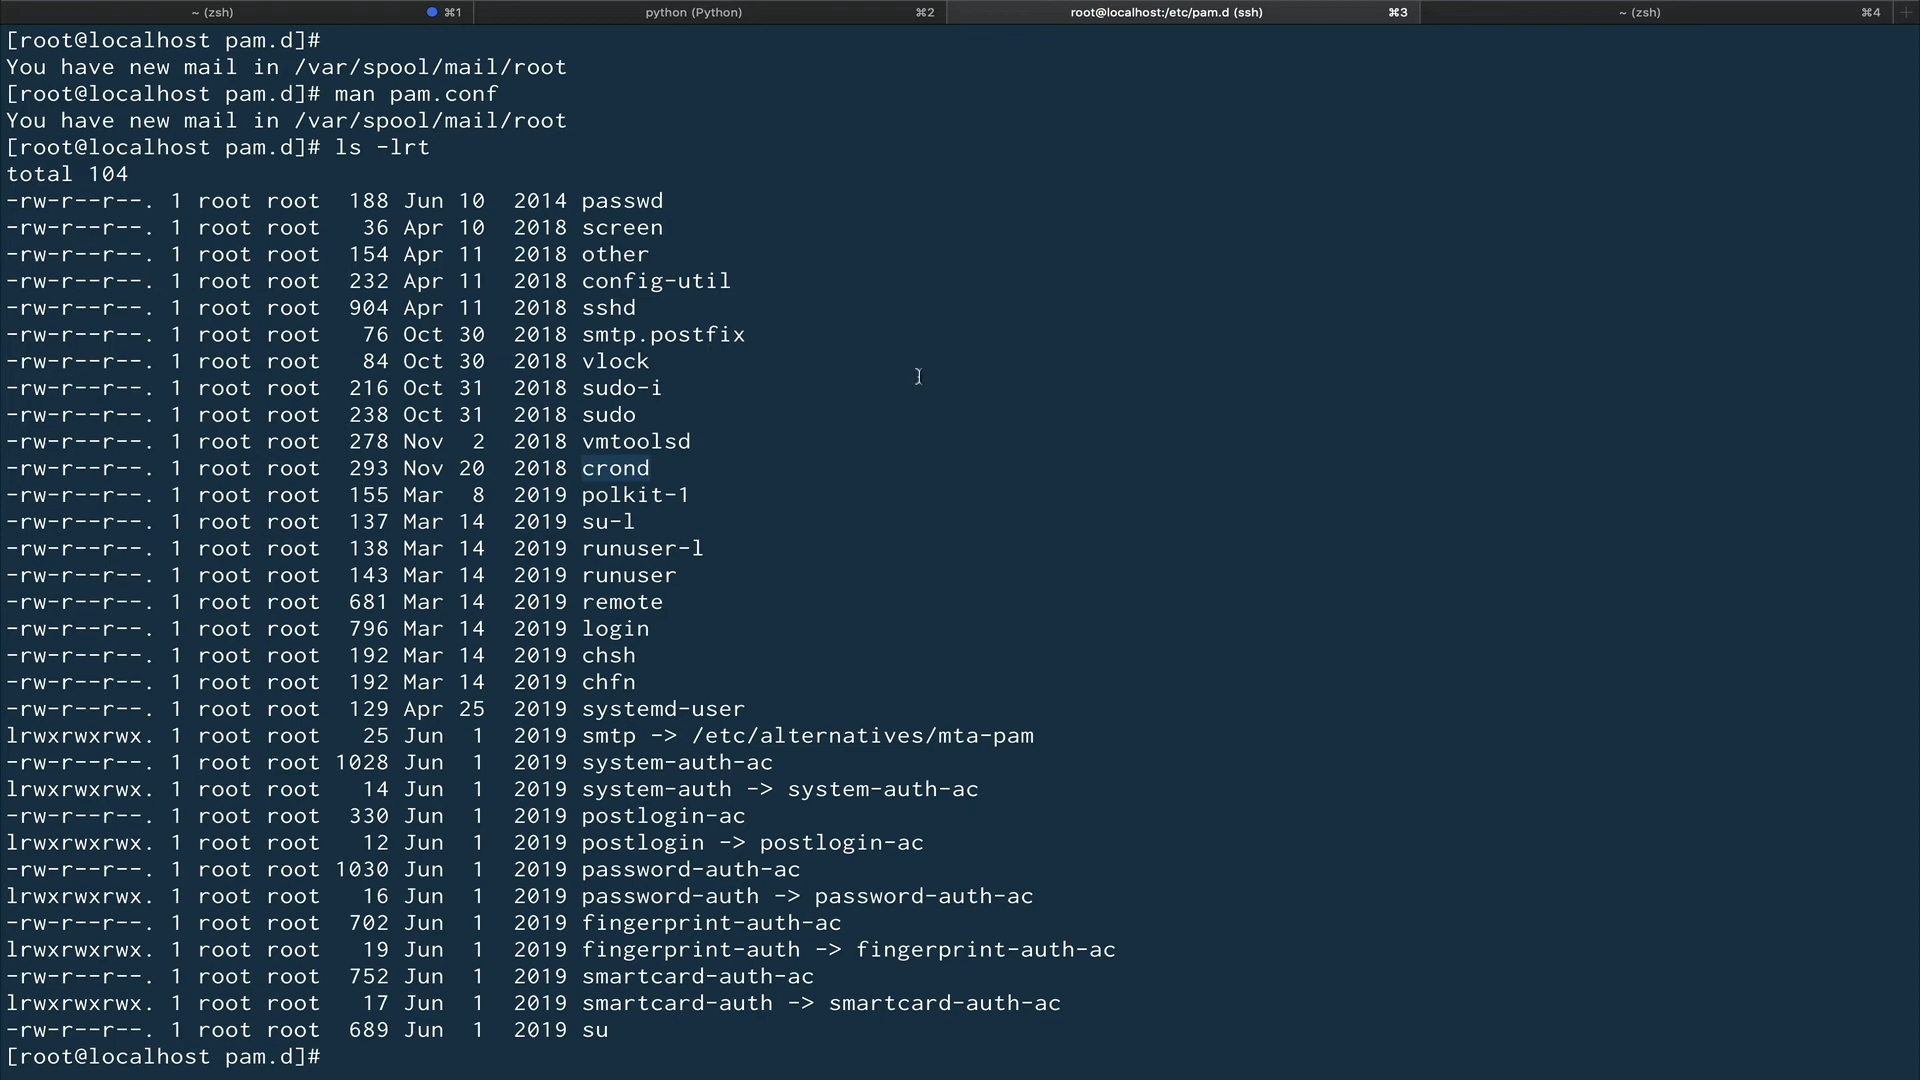 ~ (zsh) ⌘1 python (Python) ⌘2 root@localhost:/etc/pam.d (ssh) ⌘3 ~ (zsh) ⌘4
[root@localhost pam.d]#
You have new mail in /var/spool/mail/root
[root@localhost pam.d]# man pam.conf
You have new mail in /var/spool/mail/root
[root@localhost pam.d]# ls -lrt
total 104
-rw-r--r--. 1 root root  188 Jun 10  2014 passwd
-rw-r--r--. 1 root root   36 Apr 10  2018 screen
-rw-r--r--. 1 root root  154 Apr 11  2018 other
-rw-r--r--. 1 root root  232 Apr 11  2018 config-util
-rw-r--r--. 1 root root  904 Apr 11  2018 sshd
-rw-r--r--. 1 root root   76 Oct 30  2018 smtp.postfix
-rw-r--r--. 1 root root   84 Oct 30  2018 vlock
-rw-r--r--. 1 root root  216 Oct 31  2018 sudo-i
-rw-r--r--. 1 root root  238 Oct 31  2018 sudo
-rw-r--r--. 1 root root  278 Nov  2  2018 vmtoolsd
-rw-r--r--. 1 root root  293 Nov 20  2018 crond
-rw-r--r--. 1 root root  155 Mar  8  2019 polkit-1
-rw-r--r--. 1 root root  137 Mar 14  2019 su-l
-rw-r--r--. 1 root root  138 Mar 14  2019 runuser-l
-rw-r--r--. 1 root root  143 Mar 14  2019 runuser
-rw-r--r--. 1 root root  681 Mar 14  2019 remote
-rw-r--r--. 1 root root  796 Mar 14  2019 login
-rw-r--r--. 1 root root  192 Mar 14  2019 chsh
-rw-r--r--. 1 root root  192 Mar 14  2019 chfn
-rw-r--r--. 1 root root  129 Apr 25  2019 systemd-user
lrwxrwxrwx. 1 root root   25 Jun  1  2019 smtp -> /etc/alternatives/mta-pam
-rw-r--r--. 1 root root 1028 Jun  1  2019 system-auth-ac
lrwxrwxrwx. 1 root root   14 Jun  1  2019 system-auth -> system-auth-ac
-rw-r--r--. 1 root root  330 Jun  1  2019 postlogin-ac
lrwxrwxrwx. 1 root root   12 Jun  1  2019 postlogin -> postlogin-ac
-rw-r--r--. 1 root root 1030 Jun  1  2019 password-auth-ac
lrwxrwxrwx. 1 root root   16 Jun  1  2019 password-auth -> password-auth-ac
-rw-r--r--. 1 root root  702 Jun  1  2019 fingerprint-auth-ac
lrwxrwxrwx. 1 root root   19 Jun  1  2019 fingerprint-auth -> fingerprint-auth-ac
-rw-r--r--. 1 root root  752 Jun  1  2019 smartcard-auth-ac
lrwxrwxrwx. 1 root root   17 Jun  1  2019 smartcard-auth -> smartcard-auth-ac
-rw-r--r--. 1 root root  689 Jun  1  2019 su
[root@localhost pam.d]#